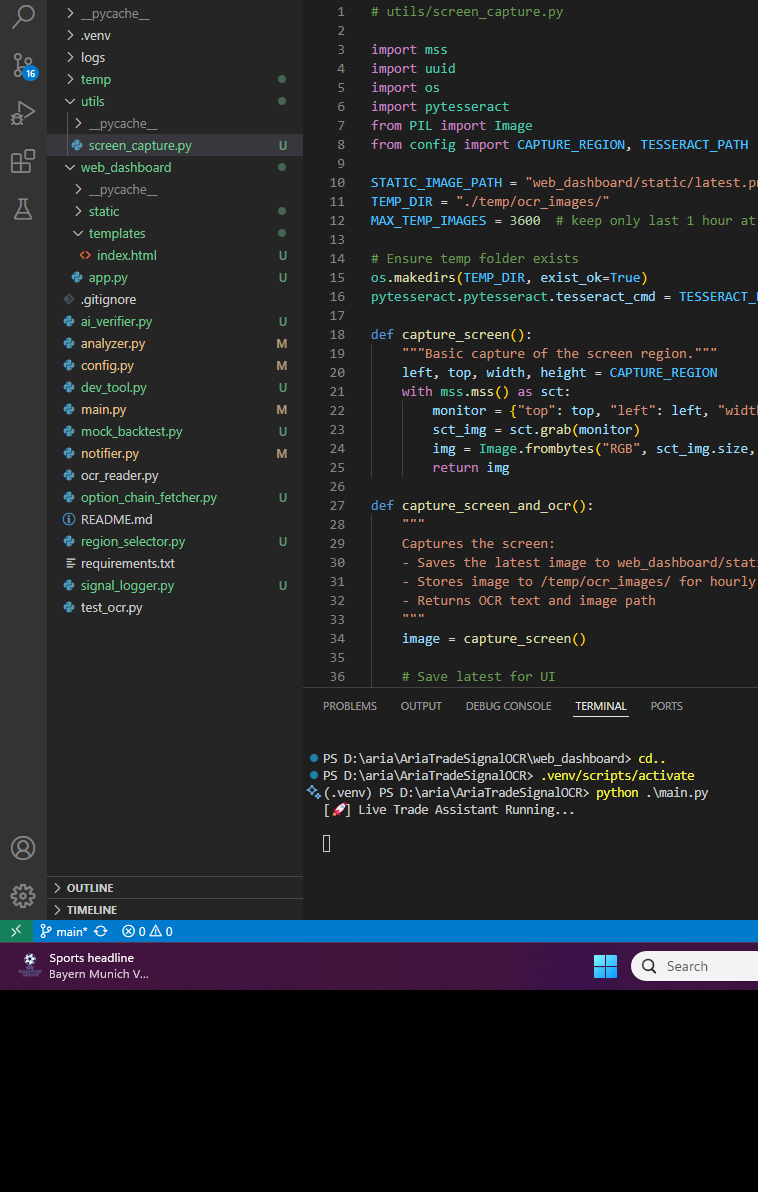 __pycache__
.venv
logs
temp
utils
__pycache__
screen_capture.py U
web_dashboard
__pycache__
static
templates
index.html U
app.py U
.gitignore
ai_verifier.py U
analyzer.py M
config.py M
dev_tool.py U
main.py M
mock_backtest.py U
notifier.py M
ocr_reader.py
option_chain_fetcher.py U
README.md
region_selector.py U
requirements.txt
signal_logger.py U
test_ocr.py
OUTLINE
TIMELINE
16
1 # utils/screen_capture.py
2
3 import mss
4 import uuid
5 import os
6 import pytesseract
7 from PIL import Image
8 from config import CAPTURE_REGION, TESSERACT_PATH
9
10 STATIC_IMAGE_PATH = "web_dashboard/static/latest.pn
11 TEMP_DIR = "./temp/ocr_images/"
12 MAX_TEMP_IMAGES = 3600 # keep only last 1 hour at
13
14 # Ensure temp folder exists
15 os.makedirs(TEMP_DIR, exist_ok=True)
16 pytesseract.pytesseract.tesseract_cmd = TESSERACT_
17
18 def capture_screen():
19 """Basic capture of the screen region."""
20 left, top, width, height = CAPTURE_REGION
21 with mss.mss() as sct:
22 monitor = {"top": top, "left": left, "widt
23 sct_img = sct.grab(monitor)
24 img = Image.frombytes("RGB", sct_img.size,
25 return img
26
27 def capture_screen_and_ocr():
28 """
29 Captures the screen:
30 - Saves the latest image to web_dashboard/stat
31 - Stores image to /temp/ocr_images/ for hourly
32 - Returns OCR text and image path
33 """
34 image = capture_screen()
35
36 # Save latest for UI
PROBLEMS OUTPUT DEBUG CONSOLE TERMINAL PORTS
PS D:\aria\AriaTradeSignalOCR\web_dashboard> cd..
PS D:\aria\AriaTradeSignalOCR> .venv/scripts/activate
(.venv) PS D:\aria\AriaTradeSignalOCR> python .\main.py
[🚀] Live Trade Assistant Running...
main* 0 0
Sports headline
Bayern Munich V...
Search